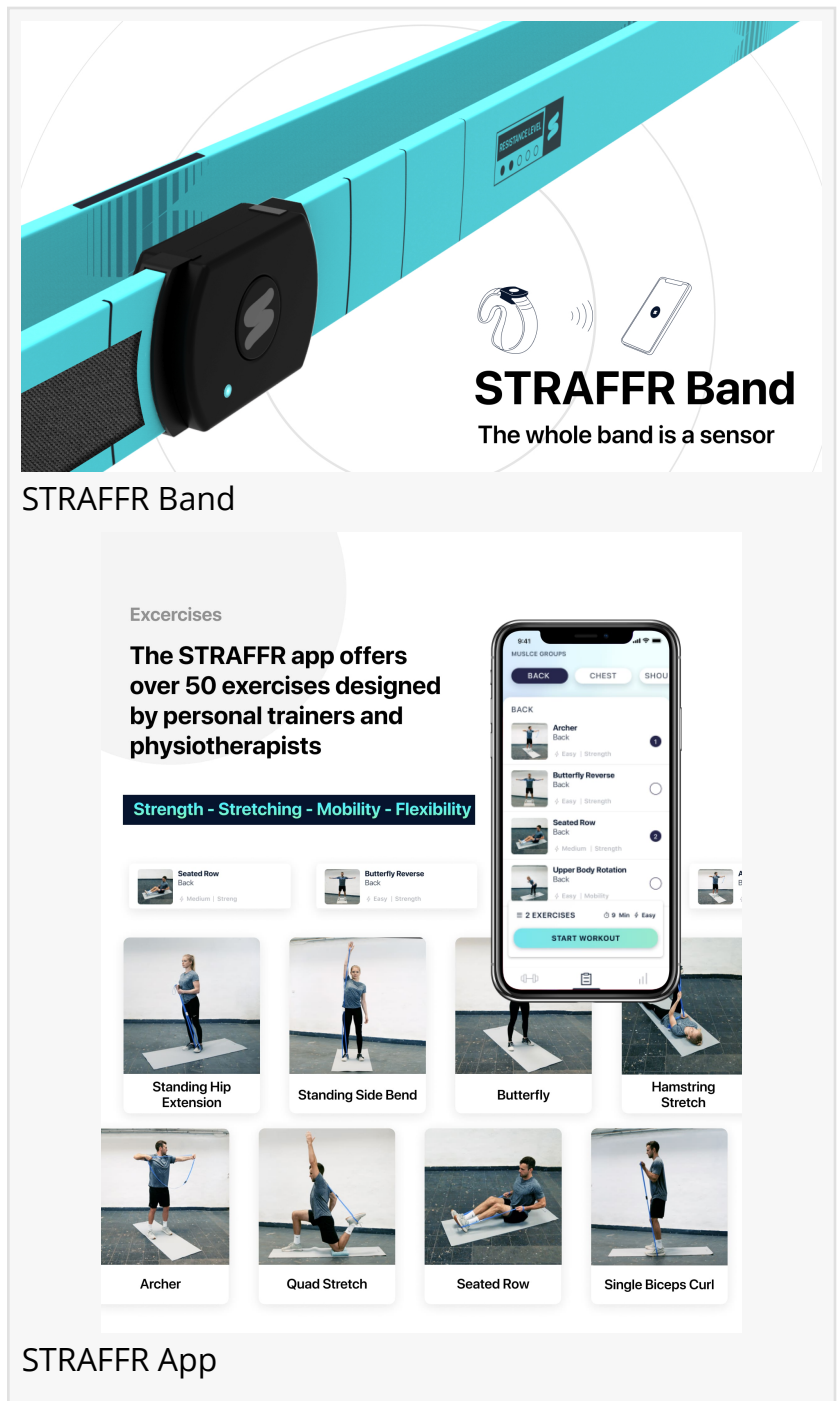 RESISTANCE LEVEL
STRAFFR Band
The whole band is a sensor
STRAFFR Band
Excercises
The STRAFFR app offers
over 50 exercises designed
by personal trainers and
physiotherapists
Strength - Stretching - Mobility - Flexibility
9:41
MUSLCE GROUPS
BACK
CHEST
SHOU
BACK
Archer
Back
Easy | Strength
1
Butterfly Reverse
Back
Easy | Strength
Seated Row
Back
Medium | Strength
2
Upper Body Rotation
Back
Easy | Mobility
2 EXERCISES
9 Min
Easy
START WORKOUT
Seated Row
Back
Medium | Streng
Butterfly Reverse
Back
Easy | Strength
A
B
Standing Hip
Extension
Standing Side Bend
Butterfly
Hamstring
Stretch
Archer
Quad Stretch
Seated Row
Single Biceps Curl
STRAFFR App